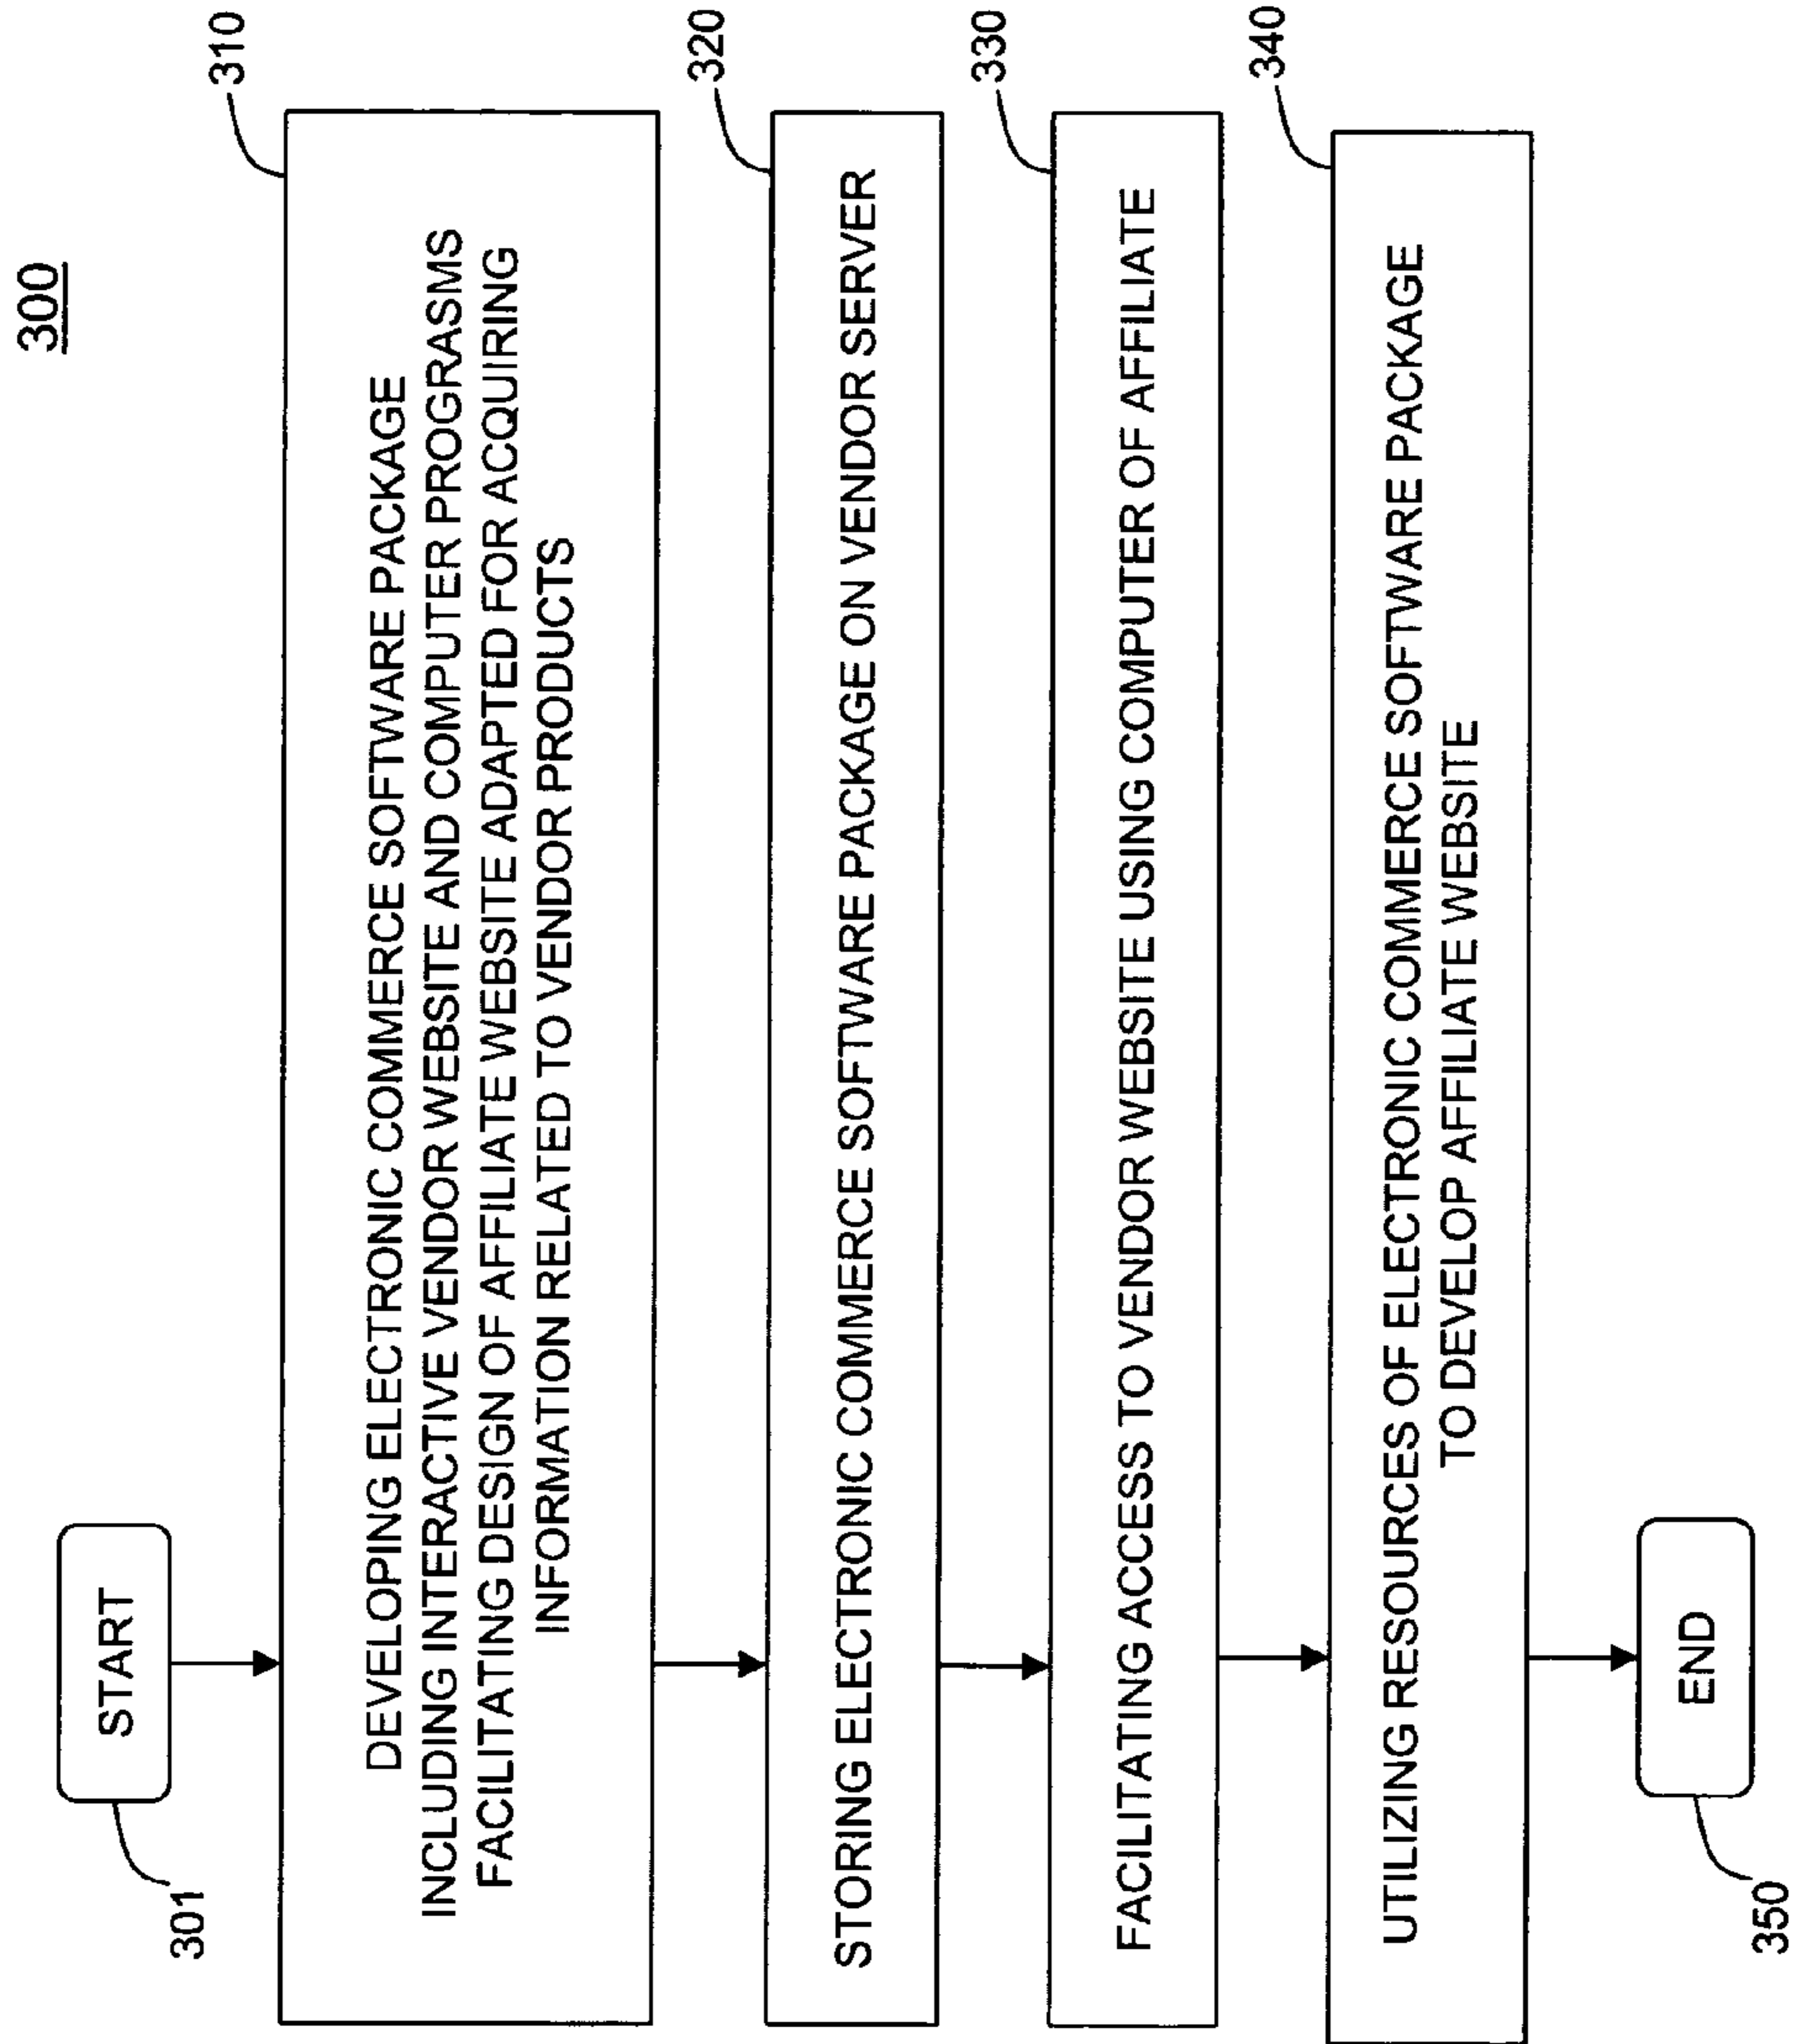 300
START
301
310
DEVELOPING ELECTRONIC COMMERCE SOFTWARE PACKAGE
INCLUDING INTERACTIVE VENDOR WEBSITE AND COMPUTER PROGRASMS
FACILITATING DESIGN OF AFFILIATE WEBSITE ADAPTED FOR ACQUIRING
INFORMATION RELATED TO VENDOR PRODUCTS
320
STORING ELECTRONIC COMMERCE SOFTWARE PACKAGE ON VENDOR SERVER
330
FACILITATING ACCESS TO VENDOR WEBSITE USING COMPUTER OF AFFILIATE
340
UTILIZING RESOURCES OF ELECTRONIC COMMERCE SOFTWARE PACKAGE
TO DEVELOP AFFILIATE WEBSITE
END
350